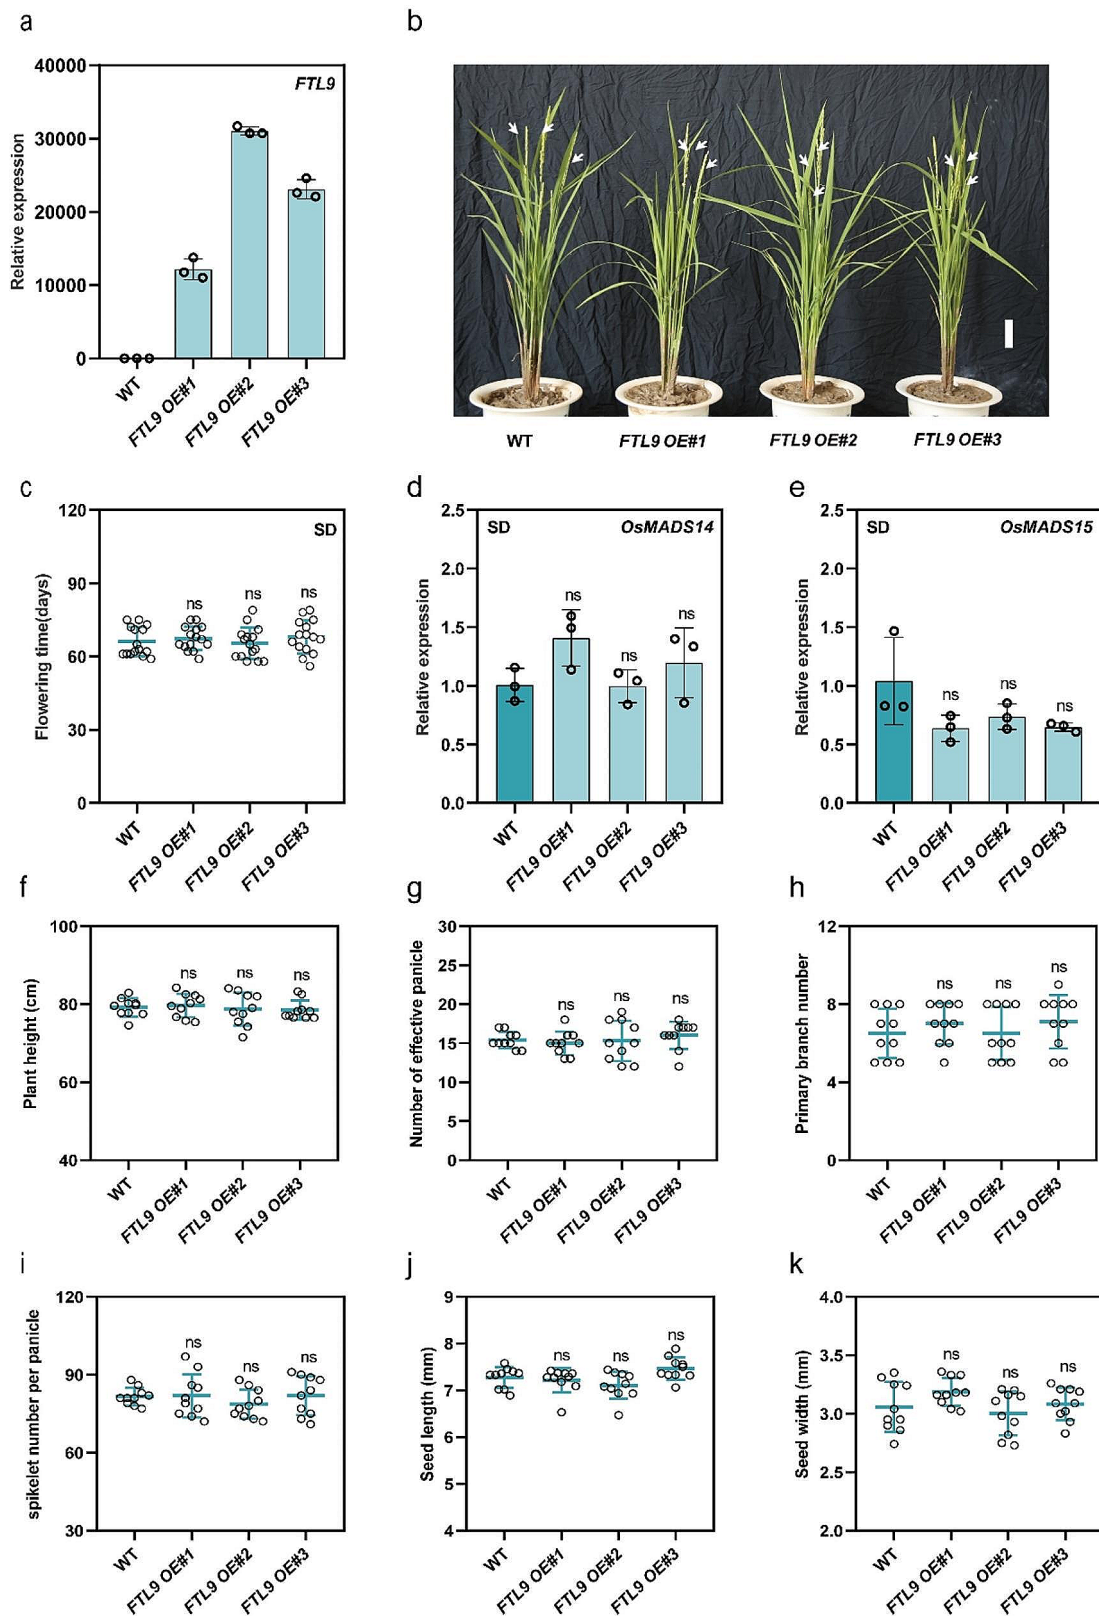 a
40000
30000
20000
10000
0
Relative expression
FTL9
WT
FTL9 OE#1
FTL9 OE#2
FTL9 OE#3
b
WT
FTL9 OE#1
FTL9 OE#2
FTL9 OE#3
c
120
90
60
30
0
Flowering time(days)
SD
ns
ns
ns
WT
FTL9 OE#1
FTL9 OE#2
FTL9 OE#3
d
2.5
2.0
1.5
1.0
0.5
0.0
Relative expression
SD
OsMADS14
ns
ns
ns
WT
FTL9 OE#1
FTL9 OE#2
FTL9 OE#3
e
2.5
2.0
1.5
1.0
0.5
0.0
Relative expression
SD
OsMADS15
ns
ns
ns
WT
FTL9 OE#1
FTL9 OE#2
FTL9 OE#3
f
100
80
60
40
Plant height (cm)
ns
ns
ns
WT
FTL9 OE#1
FTL9 OE#2
FTL9 OE#3
g
30
25
20
15
10
5
0
Number of effective panicle
ns
ns
ns
WT
FTL9 OE#1
FTL9 OE#2
FTL9 OE#3
h
12
8
4
0
Primary branch number
ns
ns
ns
WT
FTL9 OE#1
FTL9 OE#2
FTL9 OE#3
i
120
90
60
30
spikelet number per panicle
ns
ns
ns
WT
FTL9 OE#1
FTL9 OE#2
FTL9 OE#3
j
9
8
7
6
5
4
Seed length (mm)
ns
ns
ns
WT
FTL9 OE#1
FTL9 OE#2
FTL9 OE#3
k
4.0
3.5
3.0
2.5
2.0
Seed width (mm)
ns
ns
ns
WT
FTL9 OE#1
FTL9 OE#2
FTL9 OE#3